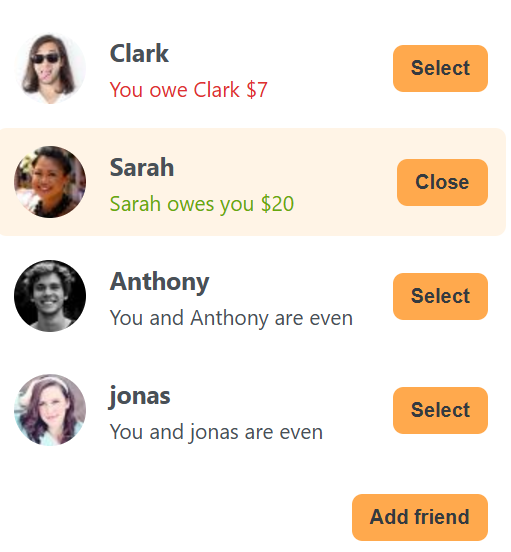 Clark
You owe Clark $7
Select
Sarah
Sarah owes you $20
Close
Anthony
You and Anthony are even
Select
jonas
You and jonas are even
Select
Add friend